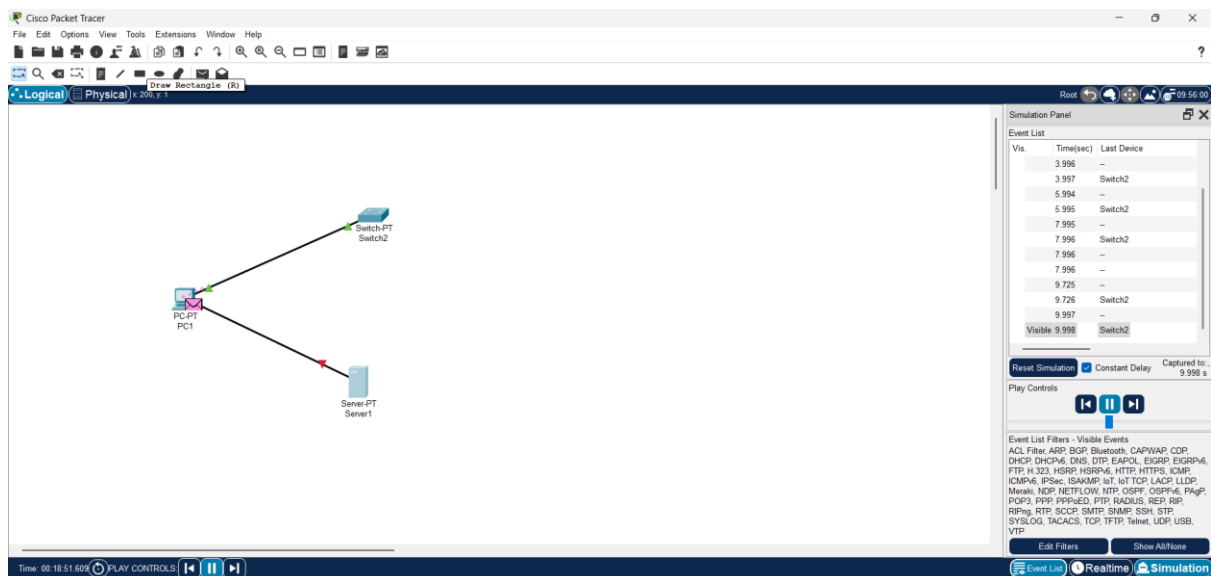 Cisco Packet Tracer
File Edit Options View Tools Extensions Window Help
?
Draw Rectangle (R)
Logical Physical x: 200, y: 1
Root 09:56:00
Simulation Panel
Event List
Vis. Time(sec) Last Device
3.996 --
3.997 Switch2
5.994 --
5.995 Switch2
7.995 --
7.996 Switch2
7.996 --
7.996 --
9.725 --
9.726 Switch2
9.997 --
Visible 9.998 Switch2
Switch-PT
Switch2
PC-PT
PC1
Server-PT
Server1
Reset Simulation Constant Delay Captured to:
9.998 s
Play Controls
Event List Filters - Visible Events
ACL Filter, ARP, BGP, Bluetooth, CAPWAP, CDP,
DHCP, DHCPv6, DNS, DTP, EAPOL, EIGRP, EIGRPv6,
FTP, H.323, HSRP, HSRPv6, HTTP, HTTPS, ICMP,
ICMPv6, IPSec, ISAKMP, IoT, IoT TCP, LACP, LLDP,
Meraki, NDP, NETFLOW, NTP, OSPF, OSPFv6, PAgP,
POP3, PPP, PPPoED, PTP, RADIUS, REP, RIP,
RIPng, RTP, SCCP, SMTP, SNMP, SSH, STP,
SYSLOG, TACACS, TCP, TFTP, Telnet, UDP, USB,
VTP
Edit Filters Show All/None
Time: 00:18:51.609 PLAY CONTROLS: Event List Realtime Simulation